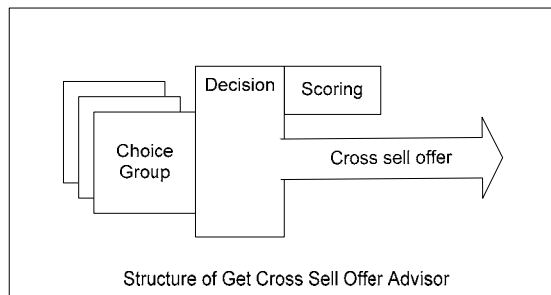 Decision
Scoring
Choice
Group
Cross sell offer
Structure of Get Cross Sell Offer Advisor